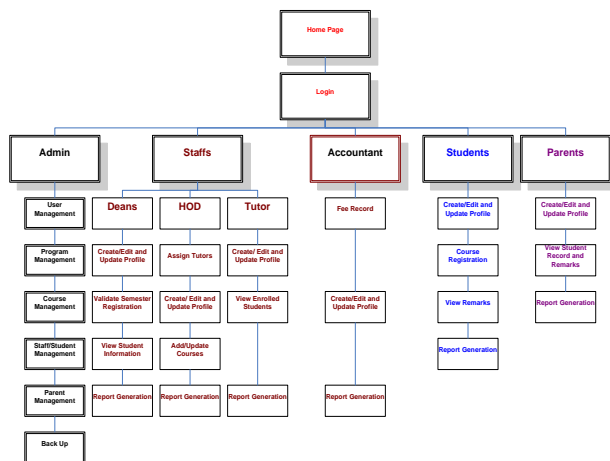 Home Page
Login
Admin
Staffs
Accountant
Students
Parents
User
Management
Deans
HOD
Tutor
Fee Record
Create/Edit and
Update Profile
Create/Edit and
Update Profile
Program
Management
Create/Edit and
Update Profile
Assign Tutors
Create/ Edit and
Update Profile
Course
Registration
View Student
Record and
Remarks
Course
Management
Validate Semester
Registration
Create/ Edit and
Update Profile
View Enrolled
Students
Create/Edit and
Update Profile
View Remarks
Report Generation
Staff/Student
Management
View Student
Information
Add/Update
Courses
Report Generation
Parent
Management
Report Generation
Report Generation
Report Generation
Report Generation
Back Up